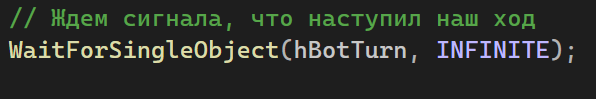 // Ждем сигнала, что наступил наш ход
WaitForSingleObject(hBotTurn, INFINITE);